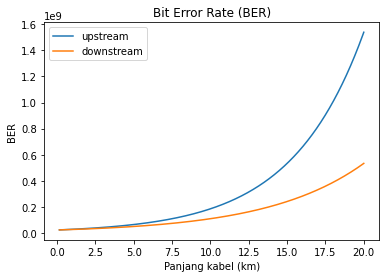 Bit Error Rate (BER)
1e9
1.6
1.4
1.2
1.0
0.8
0.6
0.4
0.2
0.0
BER
upstream
downstream
0.0 2.5 5.0 7.5 10.0 12.5 15.0 17.5 20.0
Panjang kabel (km)